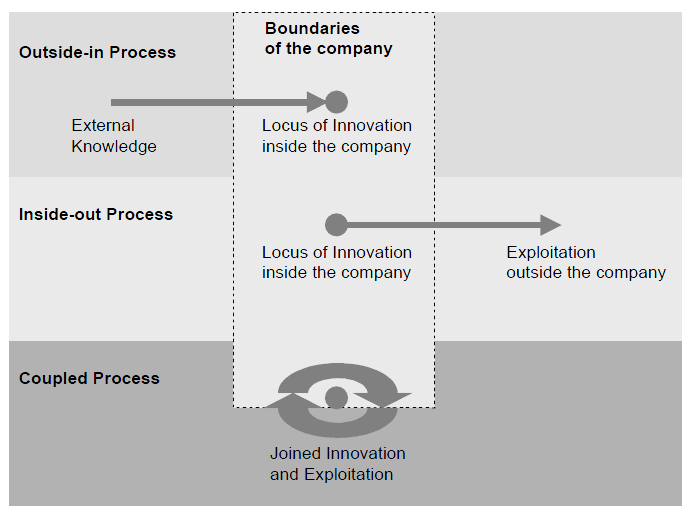 Boundaries
of the company
Outside-in Process
External
Knowledge
Locus of Innovation
inside the company
Inside-out Process
Locus of Innovation
inside the company
Exploitation
outside the company
Coupled Process
Joined Innovation
and Exploitation